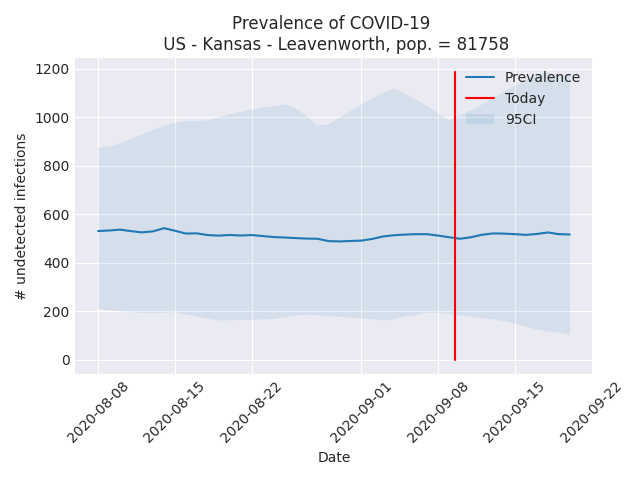 Prevalence of COVID-19
US - Kansas - Leavenworth, pop. = 81758
Prevalence
Today
95CI
1200
1000
800
600
400
200
0
# undetected infections
2020-08-08
2020-08-15
2020-08-22
2020-09-01
2020-09-08
2020-09-15
2020-09-22
Date